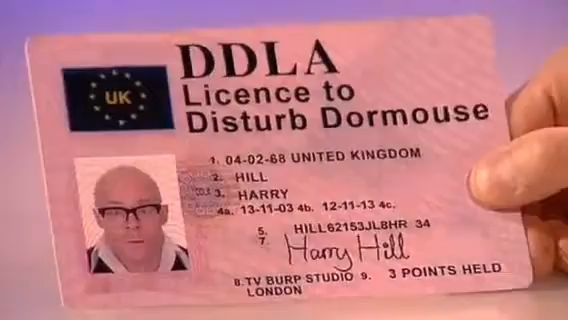 DDLA
UK
Licence to
Disturb Dormouse
1. 04-02-68 UNITED KINGDOM
2. HILL
3. HARRY
4a. 13-11-03 4b. 12-11-13 4c.
5. HILL62153JL8HR 34
7. Harry Hill
8. TV BURP STUDIO 9. 3 POINTS HELD
LONDON